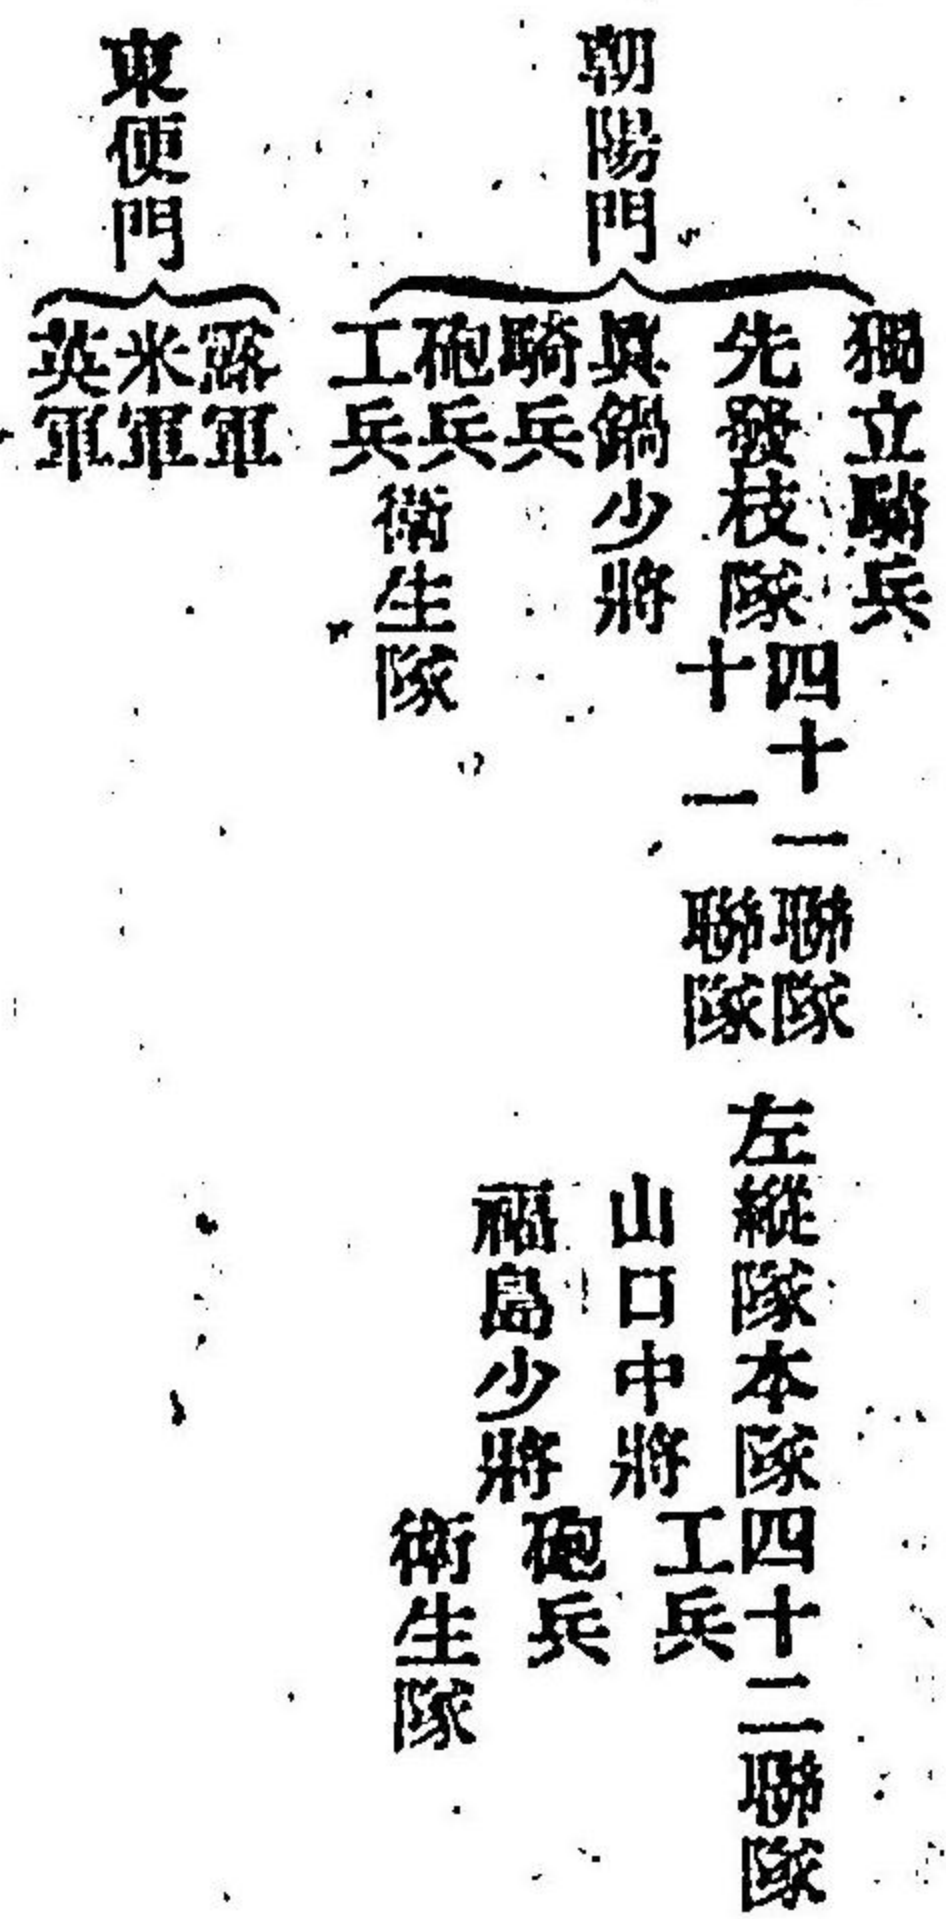 朝陽門
獨立騎兵
先發枝隊
四十一聯隊
十一聯隊
眞鍋少將
騎兵
砲兵
工兵
衛生隊
左縱隊本隊
四十二聯隊
山口中將
工兵
福島少將
砲兵
衛生隊
東便門
露軍
米軍
英軍